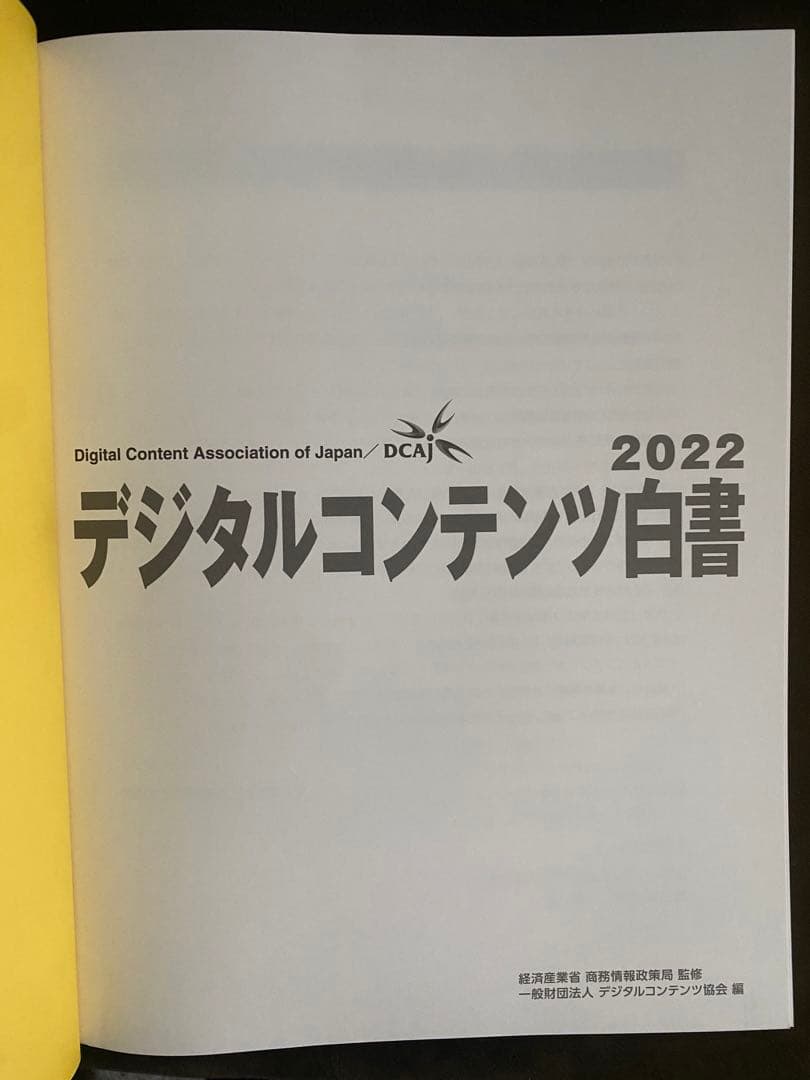 Digital Content Association of Japan／DCAj
2022
デジタルコンテンツ白書
経済産業省 商務情報政策局 監修
一般財団法人 デジタルコンテンツ協会 編